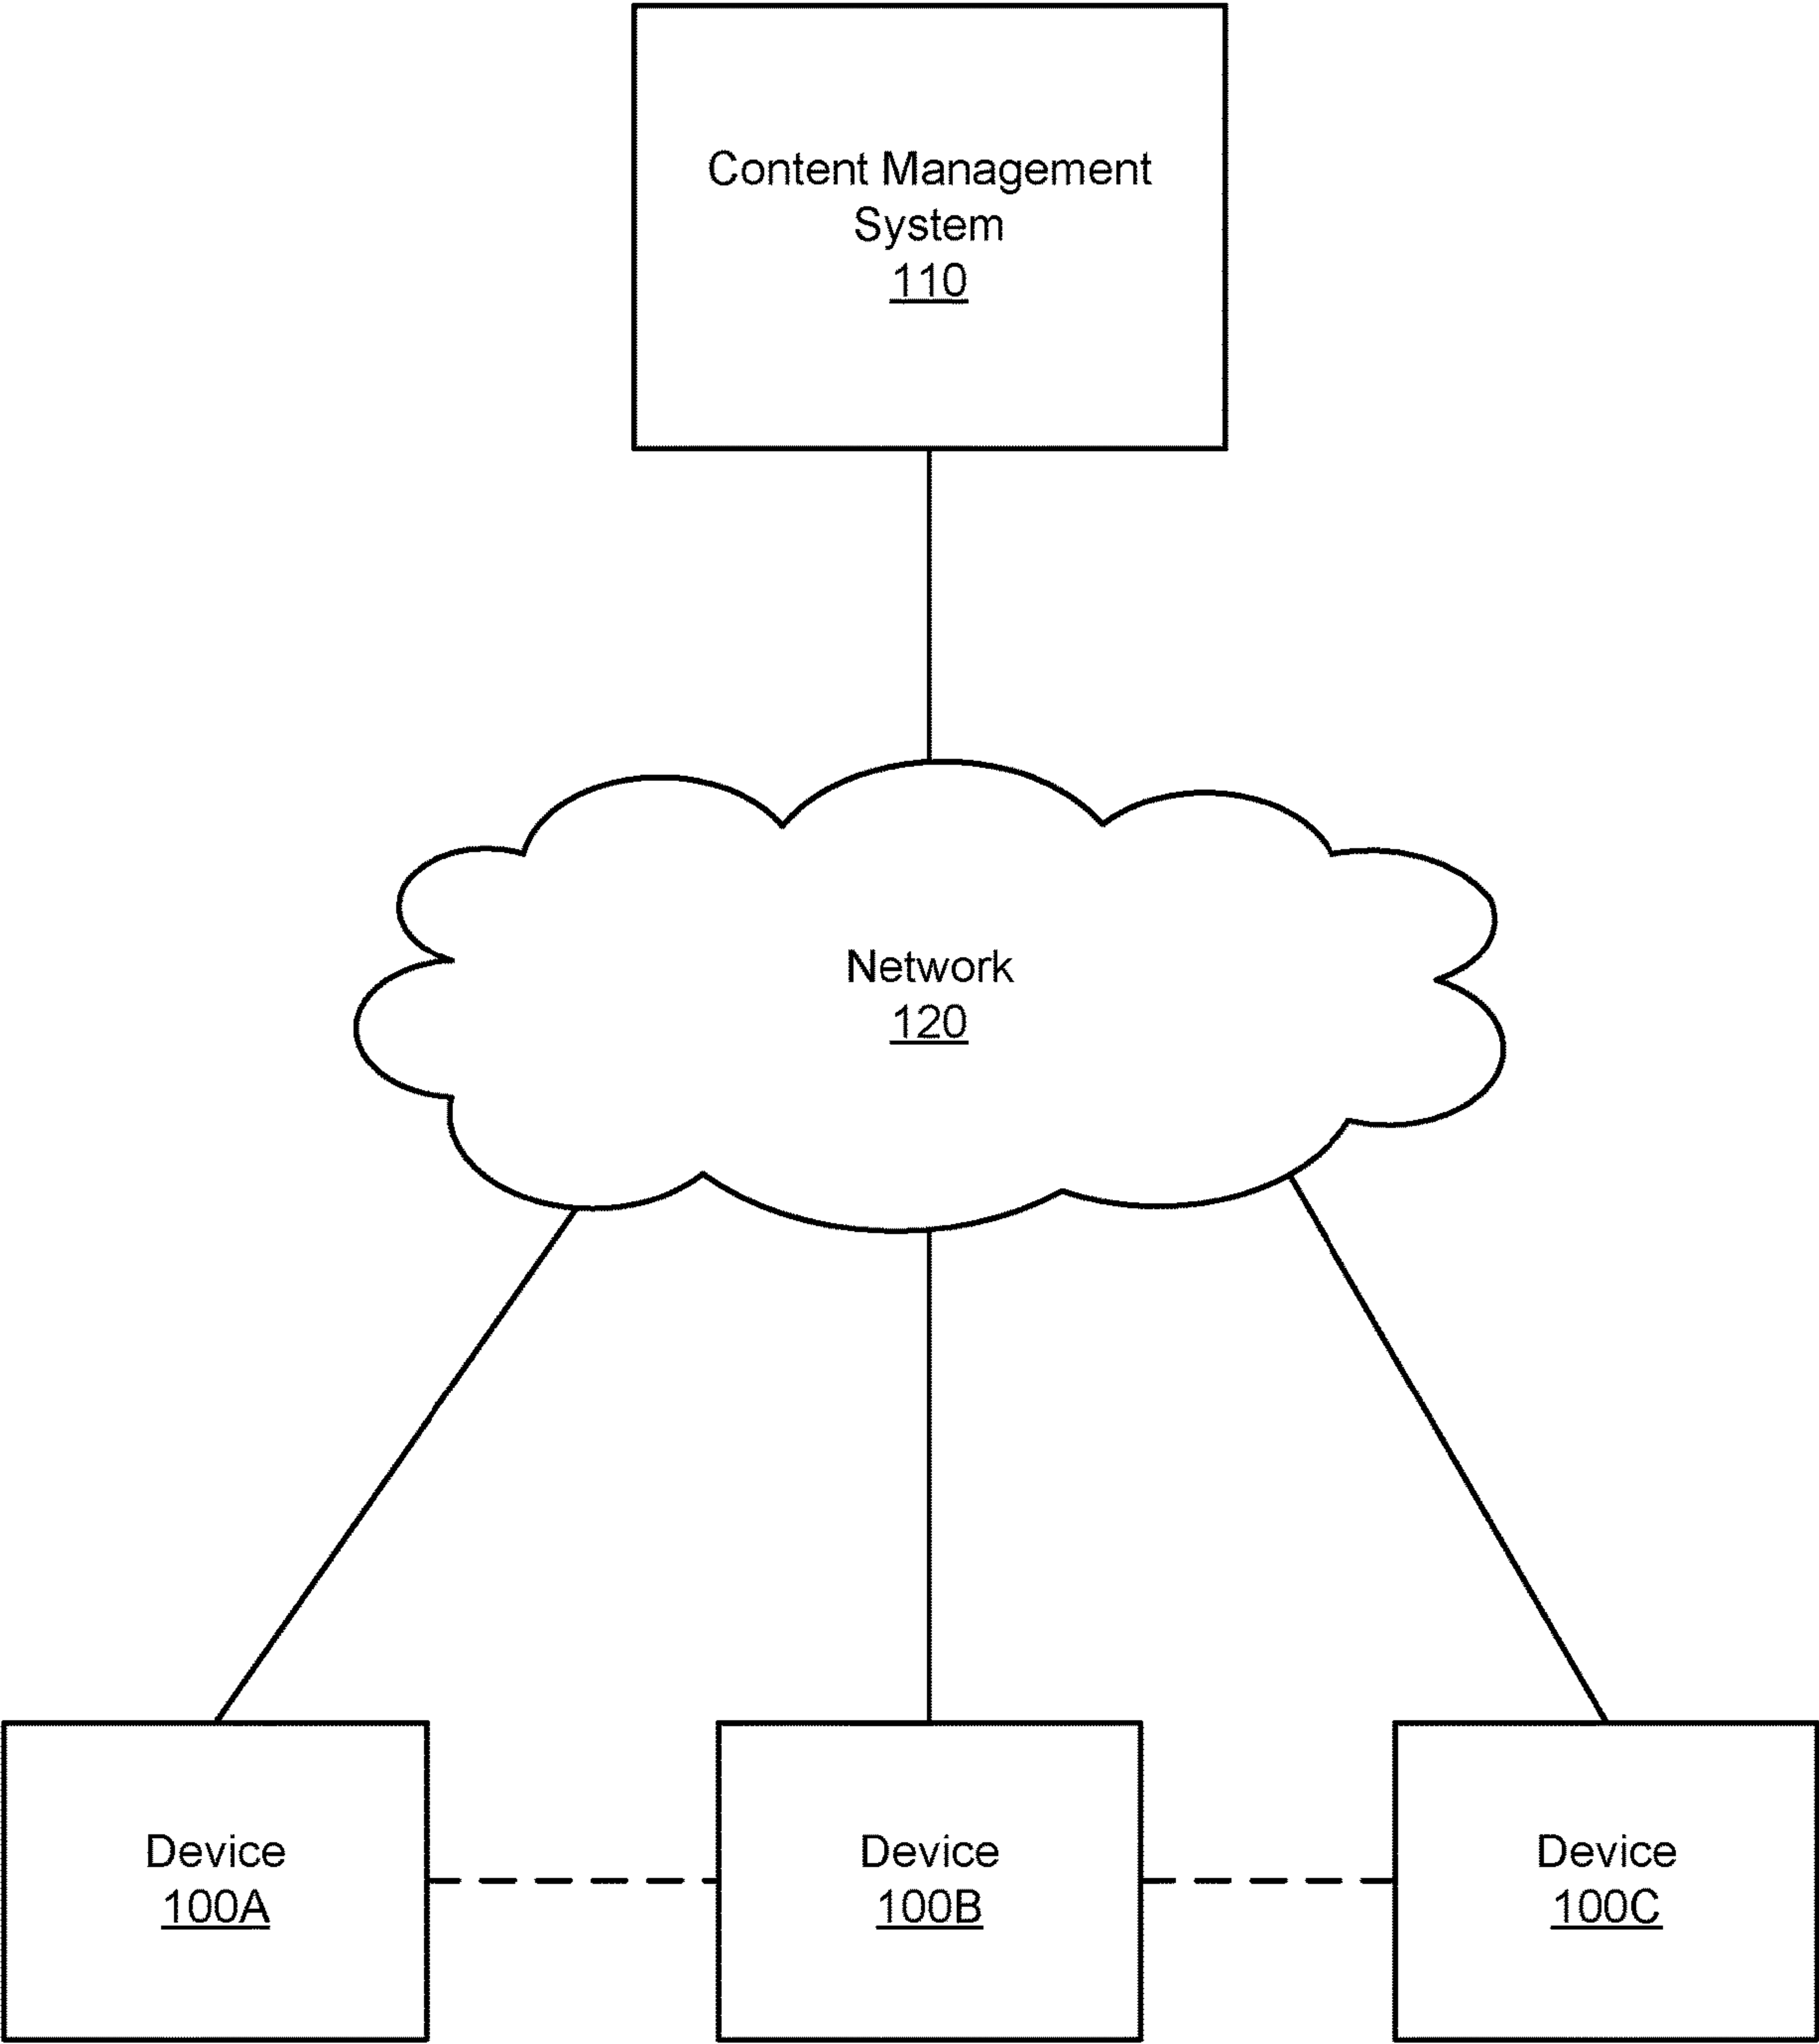 Content Management
System
110
Network
120
Device
100A
Device
100B
Device
100C